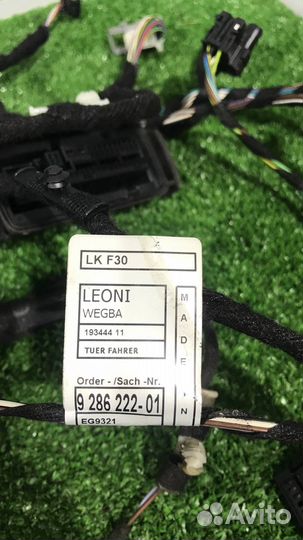 LK F30
LEONI
WEGBA
193444 11
TUER FAHRER
MADE IN
Order - /Sach -Nr.
9 286 222-01
EG9321
Avito